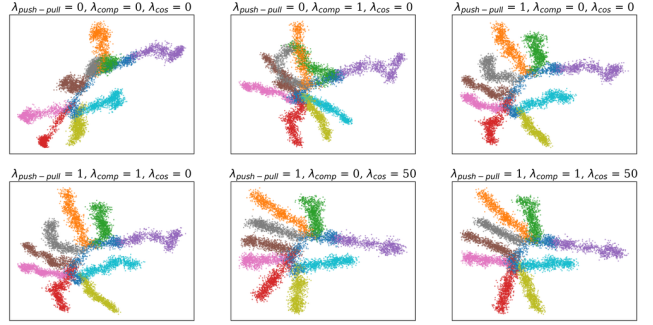 λpush−pull = 0, λcomp = 0, λcos = 0
λpush−pull = 0, λcomp = 1, λcos = 0
λpush−pull = 1, λcomp = 0, λcos = 0
λpush−pull = 1, λcomp = 1, λcos = 0
λpush−pull = 1, λcomp = 0, λcos = 50
λpush−pull = 1, λcomp = 1, λcos = 50